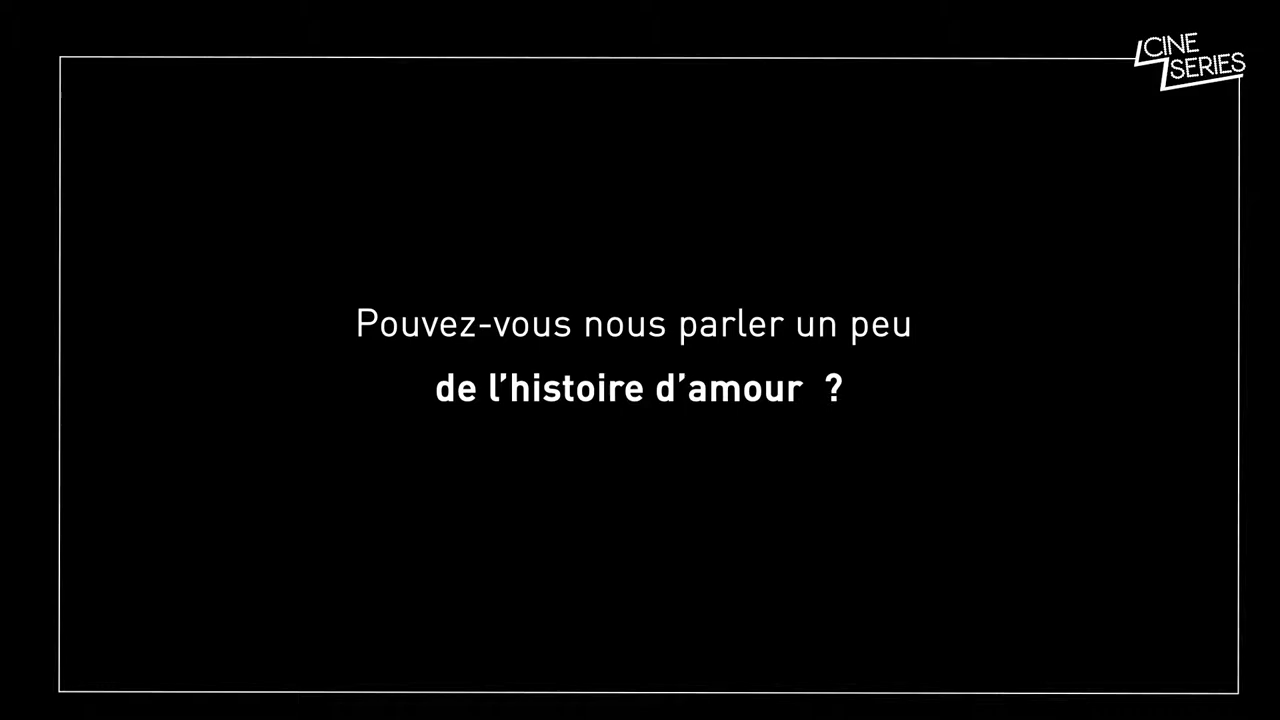 CINE
SERIES
Pouvez-vous nous parler un peu
de l’histoire d’amour  ?